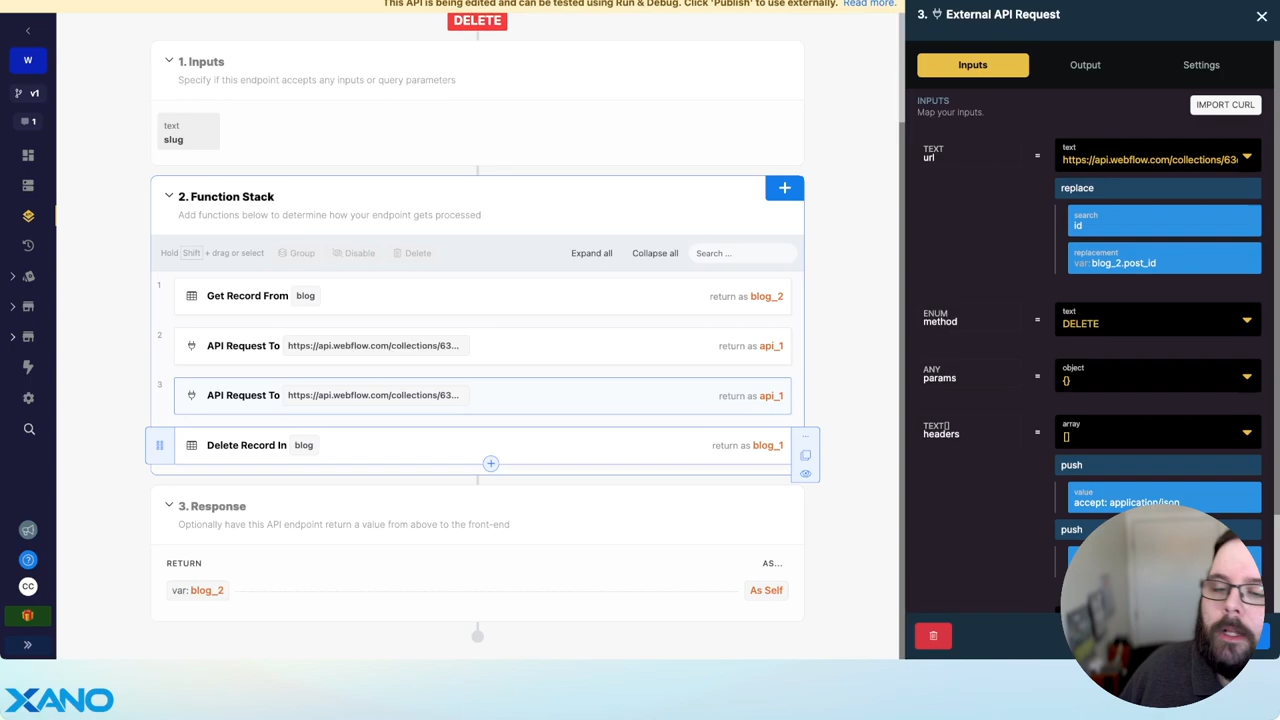 This API is being edited and can be tested using Run & Debug. Click 'Publish' to use externally. Read more.
DELETE
W
v1
1
CC
1. Inputs
Specify if this endpoint accepts any inputs or query parameters
text
slug
2. Function Stack
Add functions below to determine how your endpoint gets processed
Hold Shift + drag or select Group Disable Delete Expand all Collapse all Search ...
1 Get Record From blog return as blog_2
2 API Request To https://api.webflow.com/collections/63... return as api_1
3 API Request To https://api.webflow.com/collections/63... return as api_1
Delete Record In blog return as blog_1
3. Response
Optionally have this API endpoint return a value from above to the front-end
RETURN AS...
var: blog_2 As Self
3. External API Request
Inputs Output Settings
INPUTS
Map your inputs.
IMPORT CURL
TEXT
url
=
text
https://api.webflow.com/collections/63
replace
search
id
replacement
var: blog_2.post_id
ENUM
method
=
text
DELETE
ANY
params
=
object
{}
TEXT[]
headers
=
array
[]
push
value
accept: application/json
push
XANO